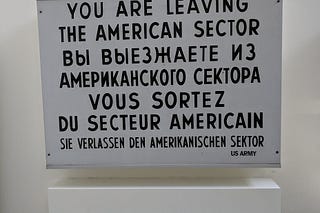 YOU ARE LEAVING
THE AMERICAN SECTOR
ВЫ ВЫЕЗЖАЕТЕ ИЗ
АМЕРИКАНСКОГО СЕКТОРА
VOUS SORTEZ
DU SECTEUR AMERICAIN
SIE VERLASSEN DEN AMERIKANISCHEN SEKTOR
US ARMY